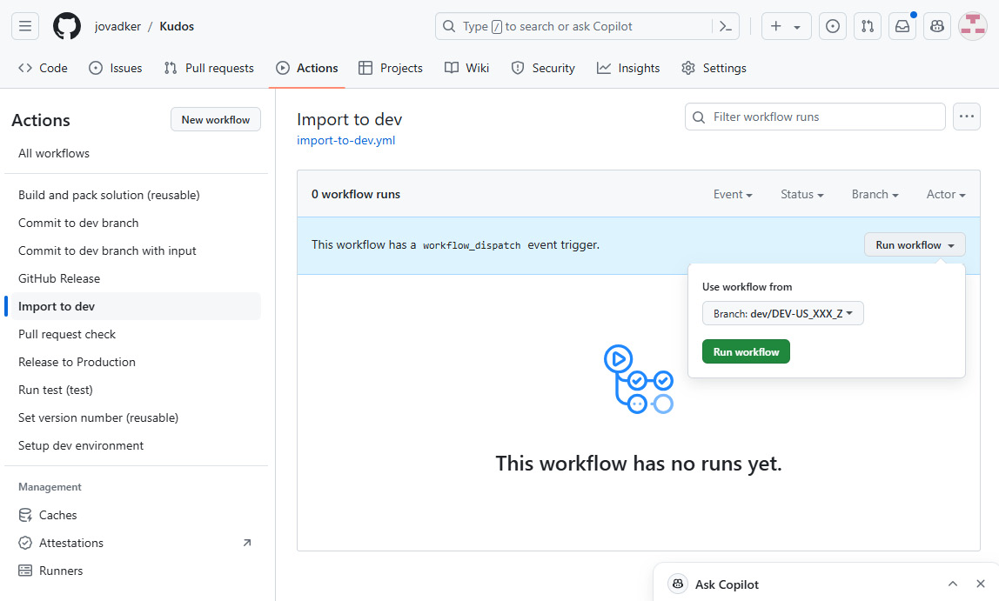 jovadker / Kudos
Type / to search or ask Copilot
Code
Issues
Pull requests
Actions
Projects
Wiki
Security
Insights
Settings
Actions
New workflow
All workflows
Build and pack solution (reusable)
Commit to dev branch
Commit to dev branch with input
GitHub Release
Import to dev
Pull request check
Release to Production
Run test (test)
Set version number (reusable)
Setup dev environment
Management
Caches
Attestations
Runners
Import to dev
import-to-dev.yml
Filter workflow runs
0 workflow runs
Event
Status
Branch
Actor
This workflow has a workflow_dispatch event trigger.
Run workflow
Use workflow from
Branch: dev/DEV-US_XXX_Z
Run workflow
This workflow has no runs yet.
Ask Copilot